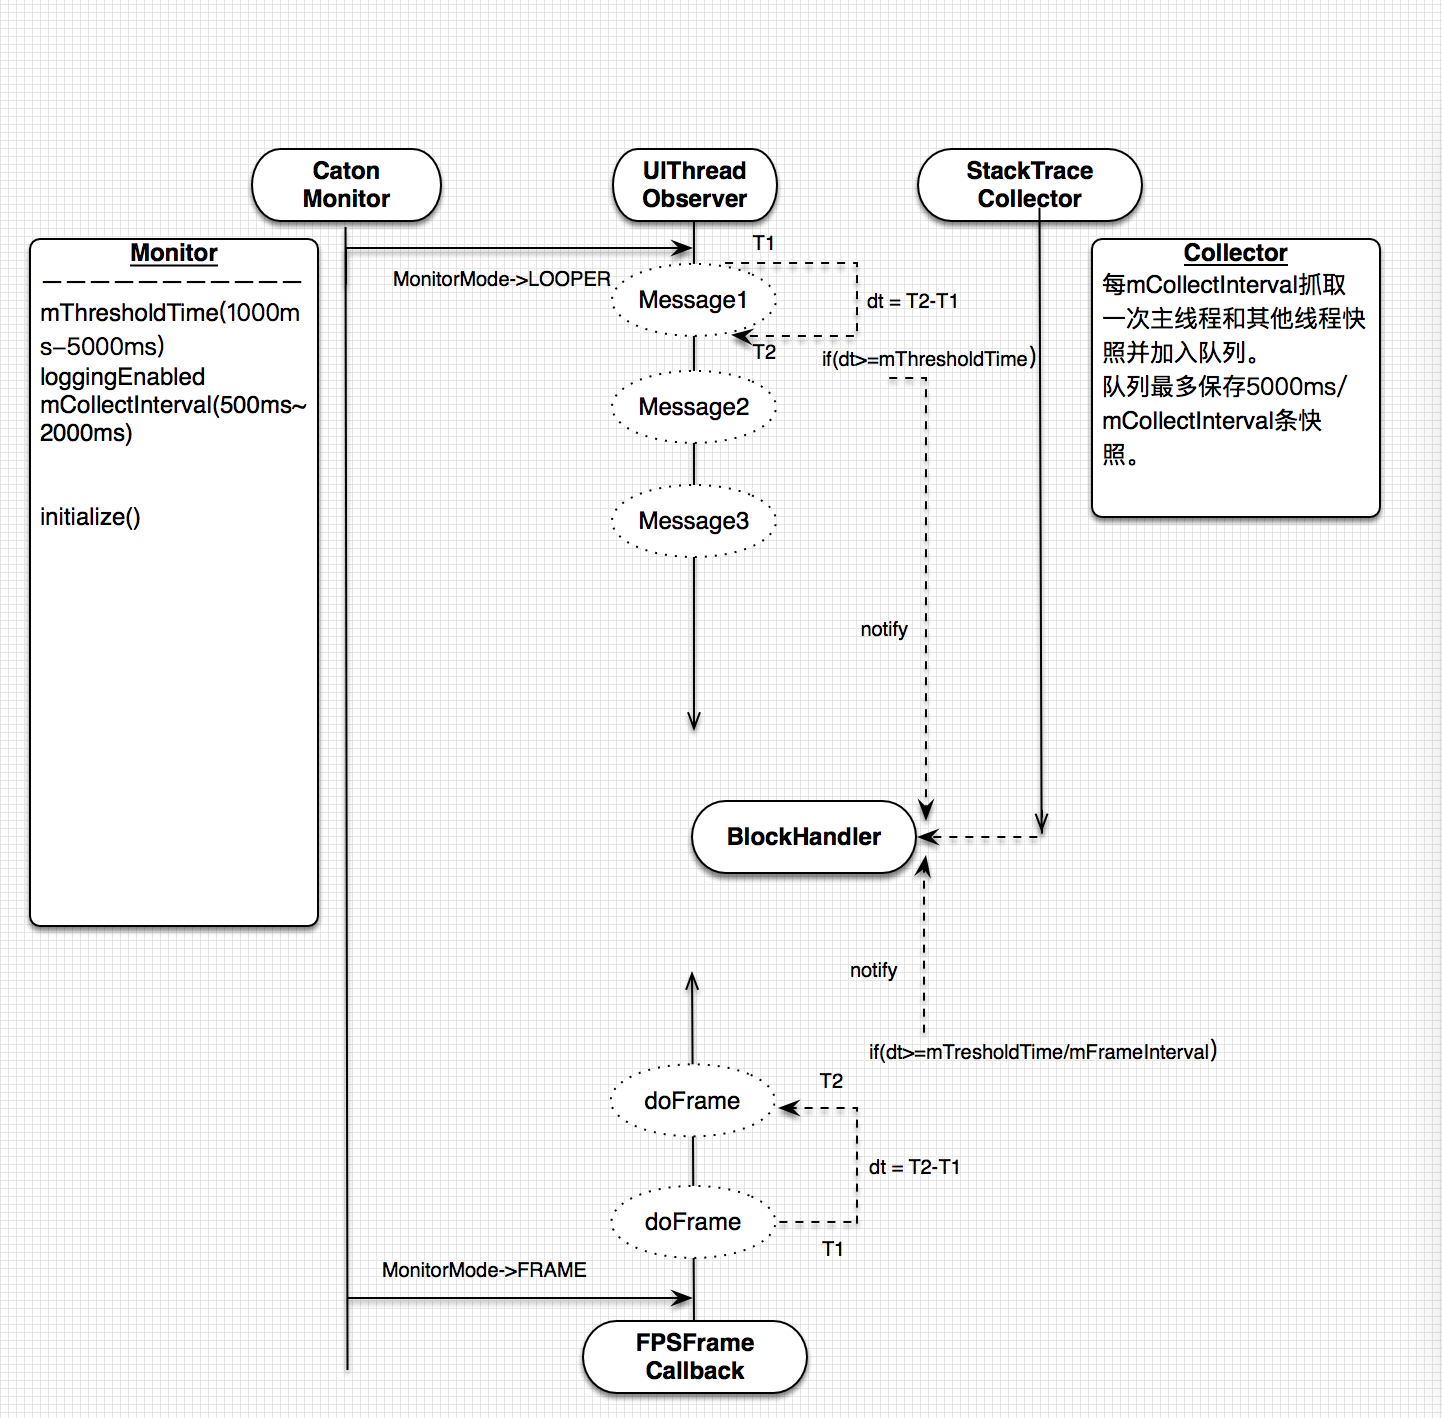 Caton
Monitor
UIThread
Observer
StackTrace
Collector
Monitor
mThresholdTime(1000m
s–5000ms)
loggingEnabled
mCollectInterval(500ms~
2000ms)
initialize()
MonitorMode->LOOPER
T1
Message1
dt = T2-T1
T2
if(dt>=mThresholdTime)
Message2
Message3
notify
Collector
每mCollectInterval抓取
一次主线程和其他线程快
照并加入队列。
队列最多保存5000ms/
mCollectInterval条快
照。
BlockHandler
notify
if(dt>=mTresholdTime/mFrameInterval)
T2
doFrame
dt = T2-T1
doFrame
T1
MonitorMode->FRAME
FPSFrame
Callback